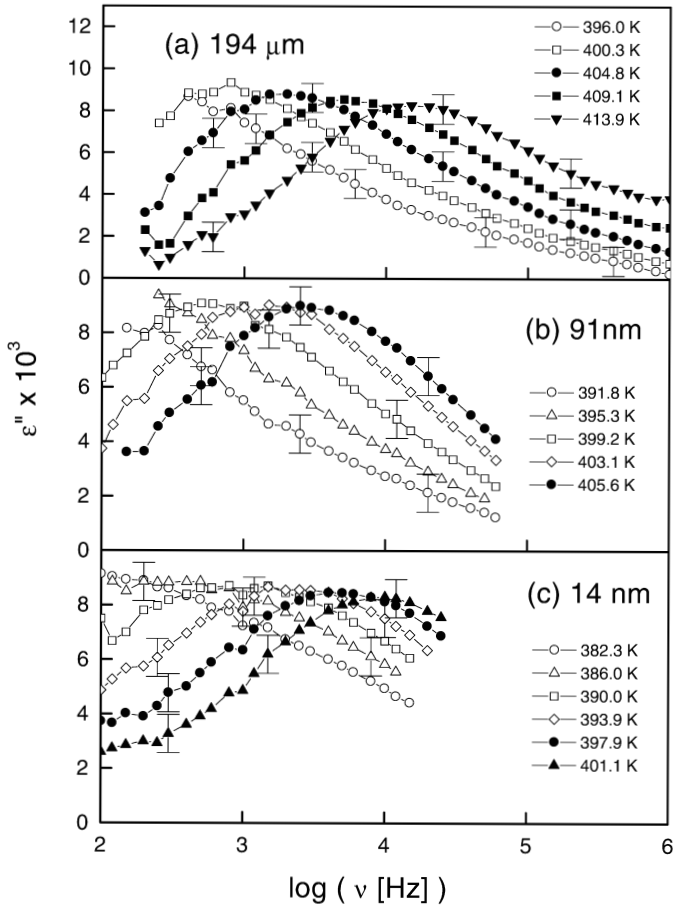 12
10
8
6
4
2
0
(a) 194 μm
396.0 K
400.3 K
404.8 K
409.1 K
413.9 K
8
6
4
2
0
(b) 91nm
391.8 K
395.3 K
399.2 K
403.1 K
405.6 K
ε" x 10³
8
6
4
2
0
(c) 14 nm
382.3 K
386.0 K
390.0 K
393.9 K
397.9 K
401.1 K
2 3 4 5 6
log ( ν [Hz] )